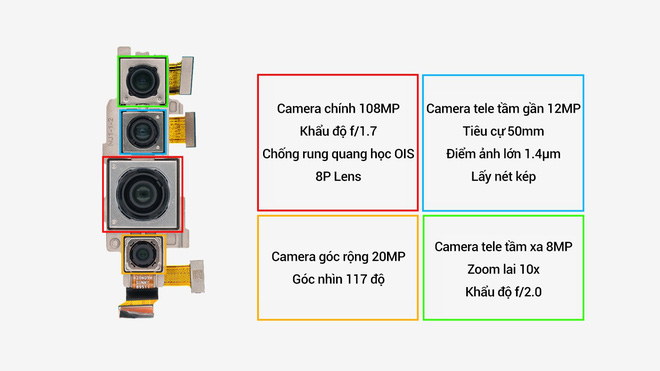 Camera chính 108MP
Khẩu độ f/1.7
Chống rung quang học OIS
8P Lens
Camera tele tầm gần 12MP
Tiêu cự 50mm
Điểm ảnh lớn 1.4μm
Lấy nét kép
Camera góc rộng 20MP
Góc nhìn 117 độ
Camera tele tầm xa 8MP
Zoom lai 10x
Khẩu độ f/2.0